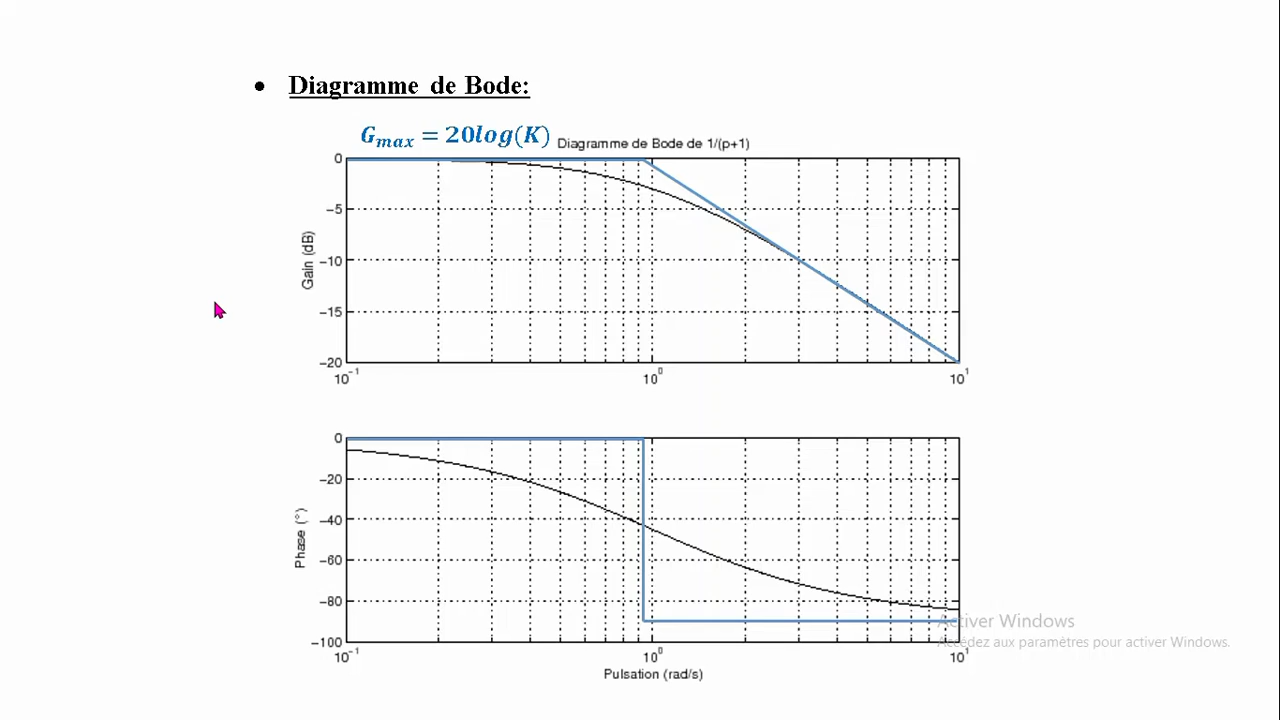 • Diagramme de Bode:
G_max = 20log(K)
Diagramme de Bode de 1/(p+1)
0
−5
−10
−15
−20
Gain (dB)
10^-1 10^0 10^1
0
−20
−40
−60
−80
−100
Phase (°)
10^-1 10^0 10^1
Pulsation (rad/s)
Activer Windows
Accédez aux paramètres pour activer Windows.